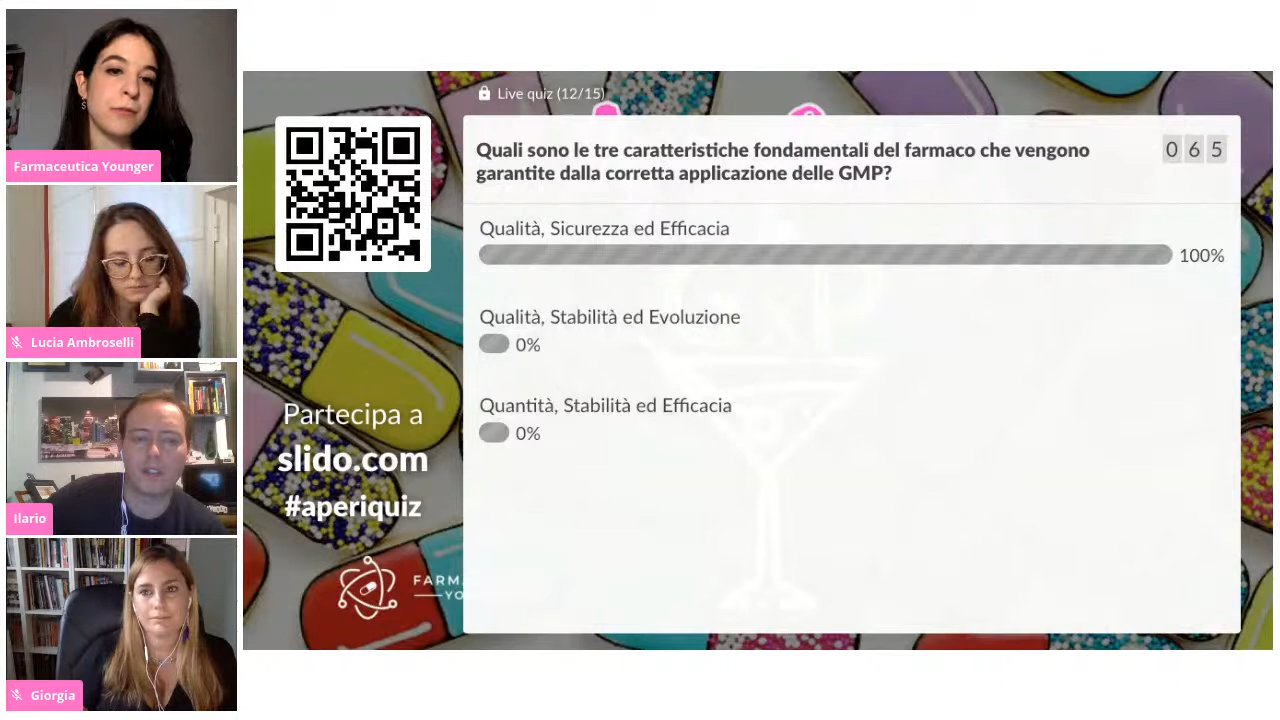 Farmaceutica Younger
Lucia Ambroselli
Ilario
Giorgia
Live quiz (12/15)
Quali sono le tre caratteristiche fondamentali del farmaco che vengono
garantite dalla corretta applicazione delle GMP?
065
Qualità, Sicurezza ed Efficacia
100%
Qualità, Stabilità ed Evoluzione
0%
Quantità, Stabilità ed Efficacia
0%
Partecipa a
slido.com
#aperiquiz
FARM
YO